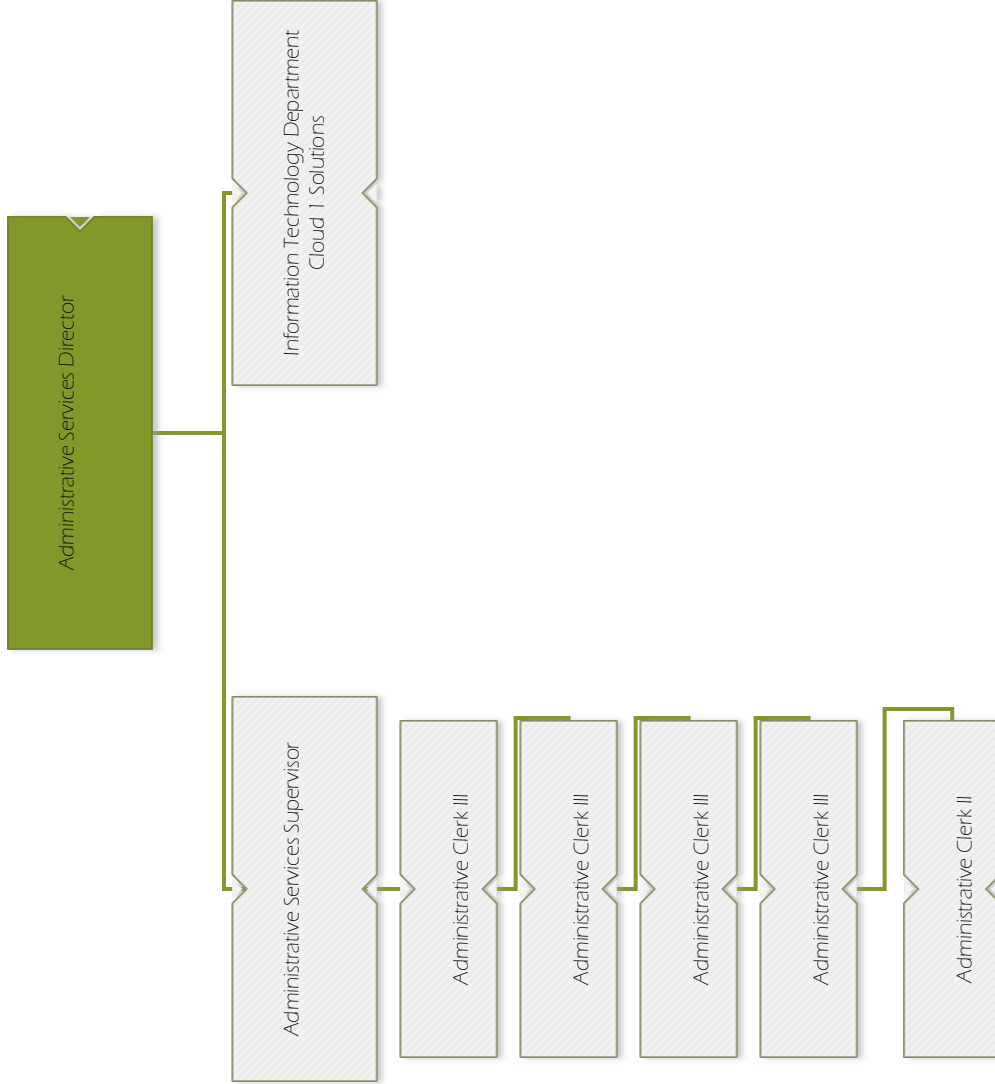 Administrative Services Director
Administrative Services Supervisor
Information Technology Department
Cloud 1 Solutions
Administrative Clerk III
Administrative Clerk III
Administrative Clerk III
Administrative Clerk III
Administrative Clerk II